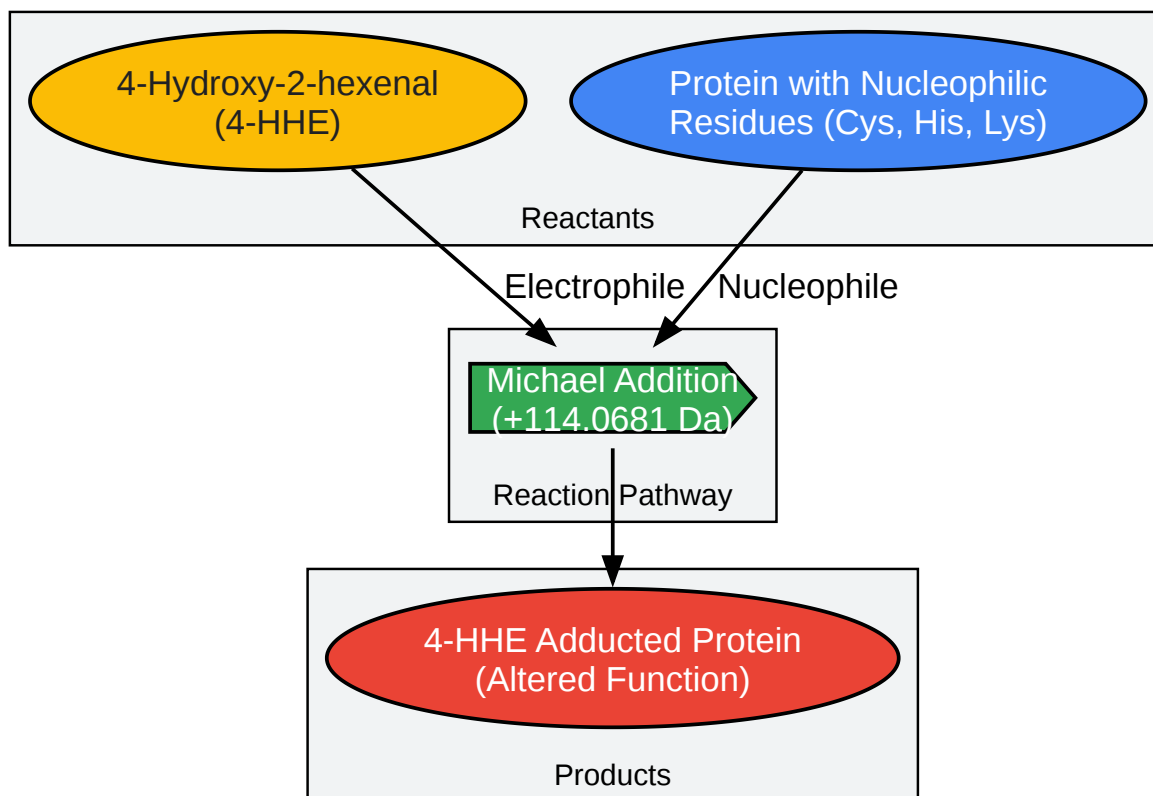 4-Hydroxy-2-hexenal
(4-HHE)
Protein with Nucleophilic
Residues (Cys, His, Lys)
Reactants
Electrophile
Nucleophile
Michael Addition
(+114.0681 Da)
Reaction Pathway
4-HHE Adducted Protein
(Altered Function)
Products